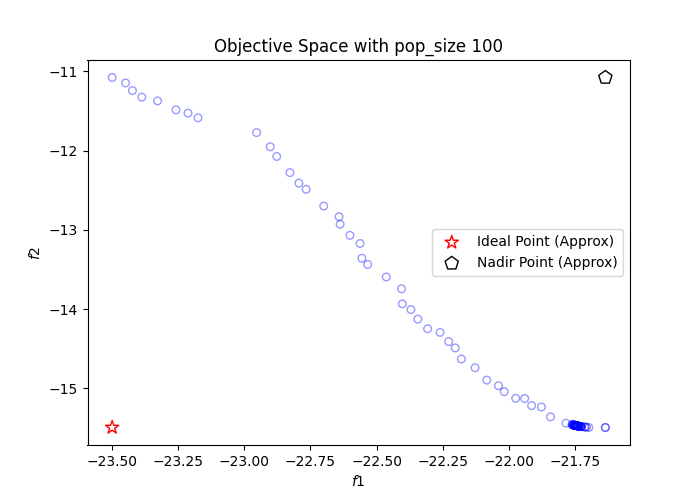 Objective Space with pop_size 100
−11
−12
−13
−14
−15
f2
Ideal Point (Approx)
Nadir Point (Approx)
−23.50 −23.25 −23.00 −22.75 −22.50 −22.25 −22.00 −21.75
f1